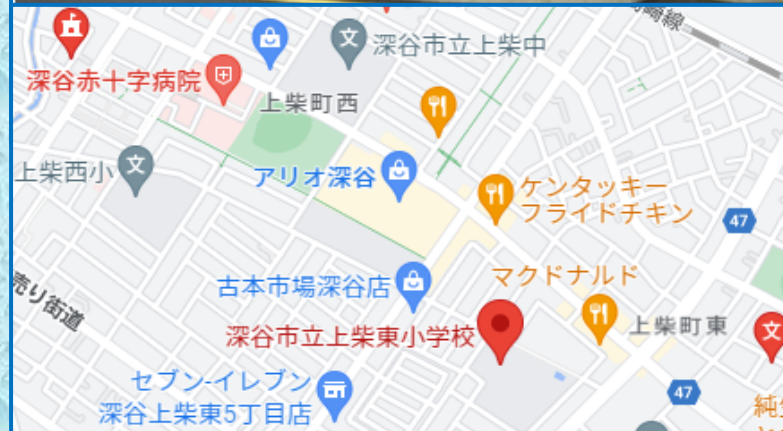 深谷市立上柴中
深谷赤十字病院
上柴町西
上柴西小
アリオ深谷
ケンタッキー
フライドチキン
47
古本市場深谷店
マクドナルド
売り街道
深谷市立上柴東小学校
上柴町東
文
セブン-イレブン
深谷上柴東5丁目店
47